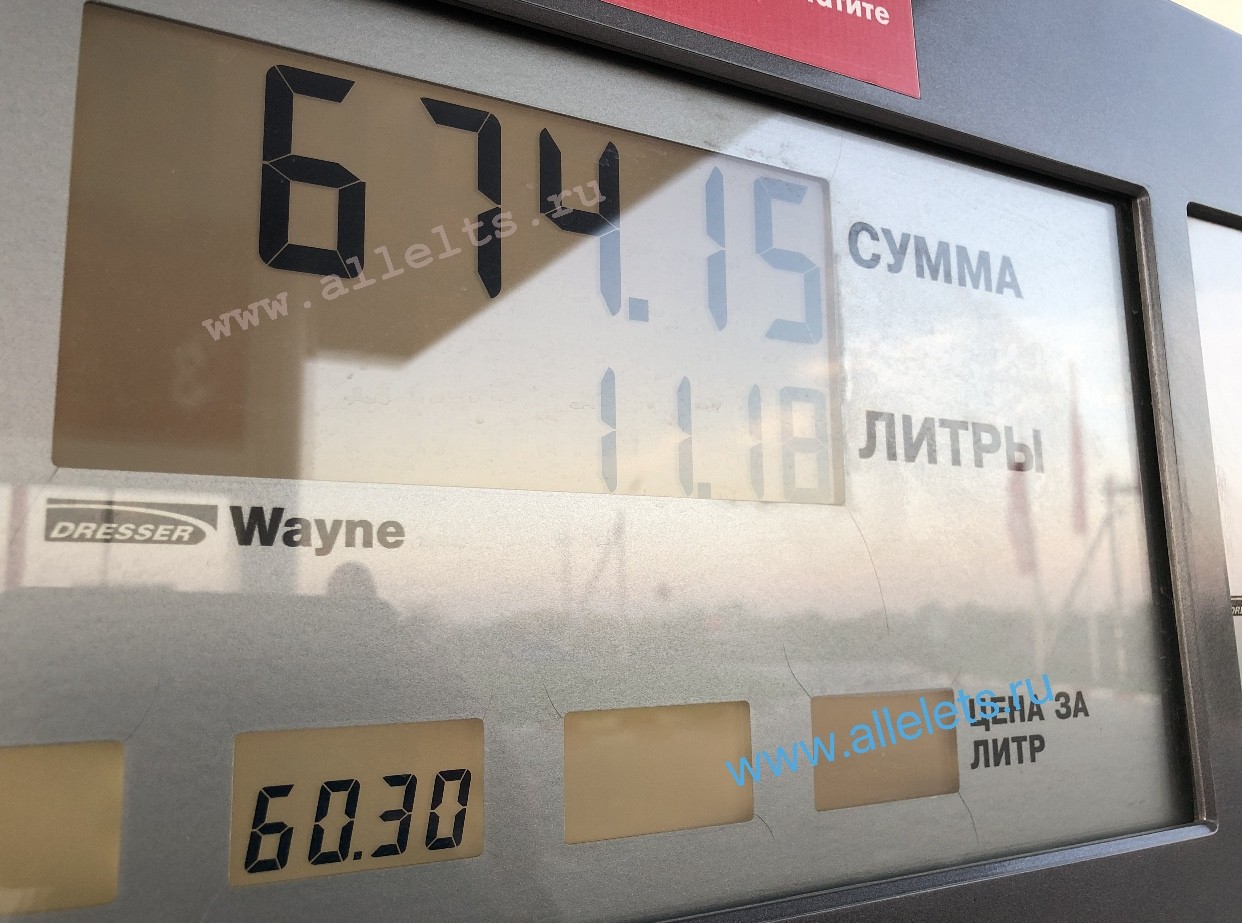 674.15
СУММА
www.allelts.ru
11.18
ЛИТРЫ
DRESSER Wayne
ЦЕНА ЗА
ЛИТР
www.allelets.ru
60.30